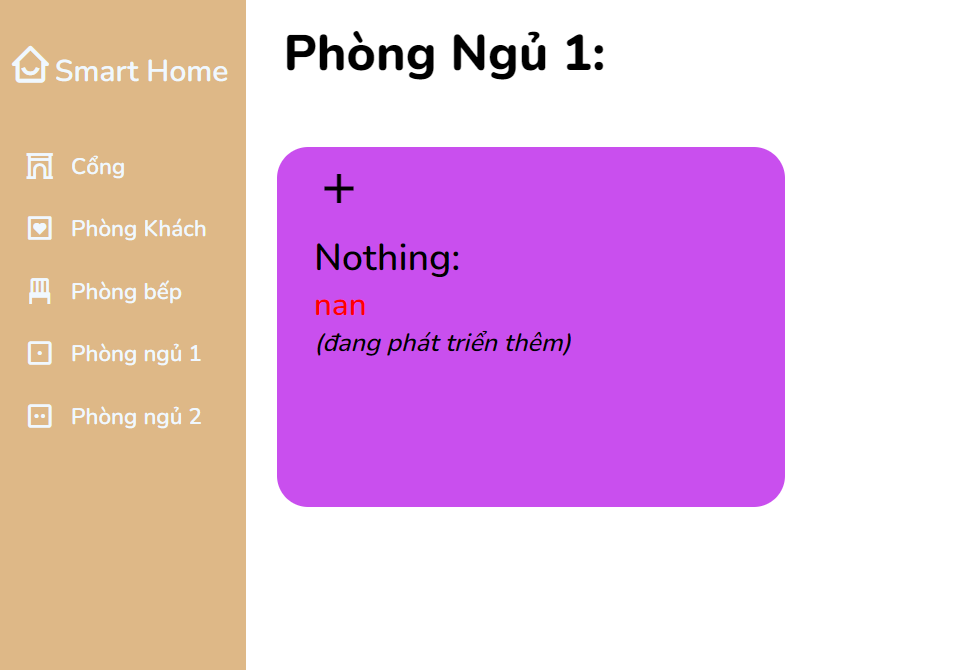 Smart Home
Cổng
Phòng Khách
Phòng bếp
Phòng ngủ 1
Phòng ngủ 2
Phòng Ngủ 1:
Nothing:
nan
(đang phát triển thêm)